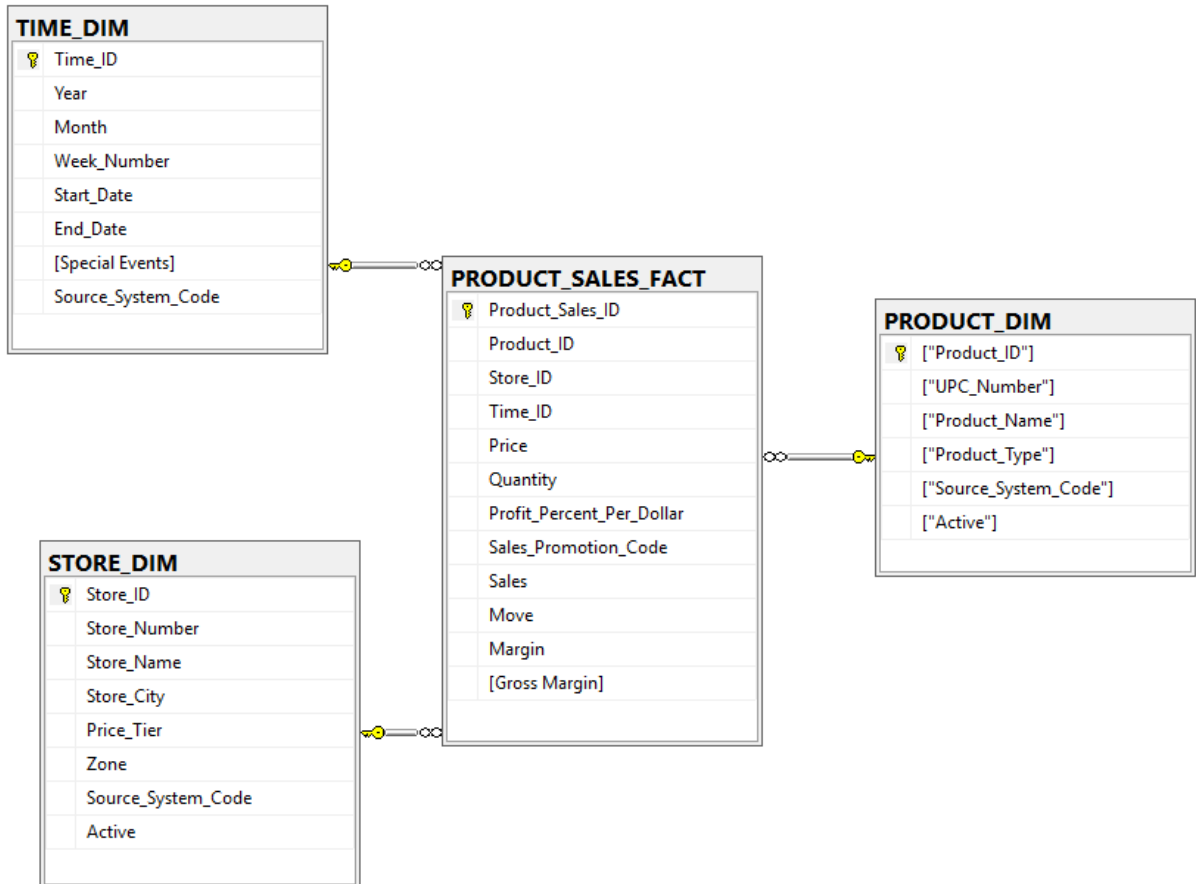 TIME_DIM
Time_ID
Year
Month
Week_Number
Start_Date
End_Date
[Special Events]
Source_System_Code
PRODUCT_SALES_FACT
Product_Sales_ID
Product_ID
Store_ID
Time_ID
Price
Quantity
Profit_Percent_Per_Dollar
Sales_Promotion_Code
Sales
Move
Margin
[Gross Margin]
PRODUCT_DIM
["Product_ID"]
["UPC_Number"]
["Product_Name"]
["Product_Type"]
["Source_System_Code"]
["Active"]
STORE_DIM
Store_ID
Store_Number
Store_Name
Store_City
Price_Tier
Zone
Source_System_Code
Active